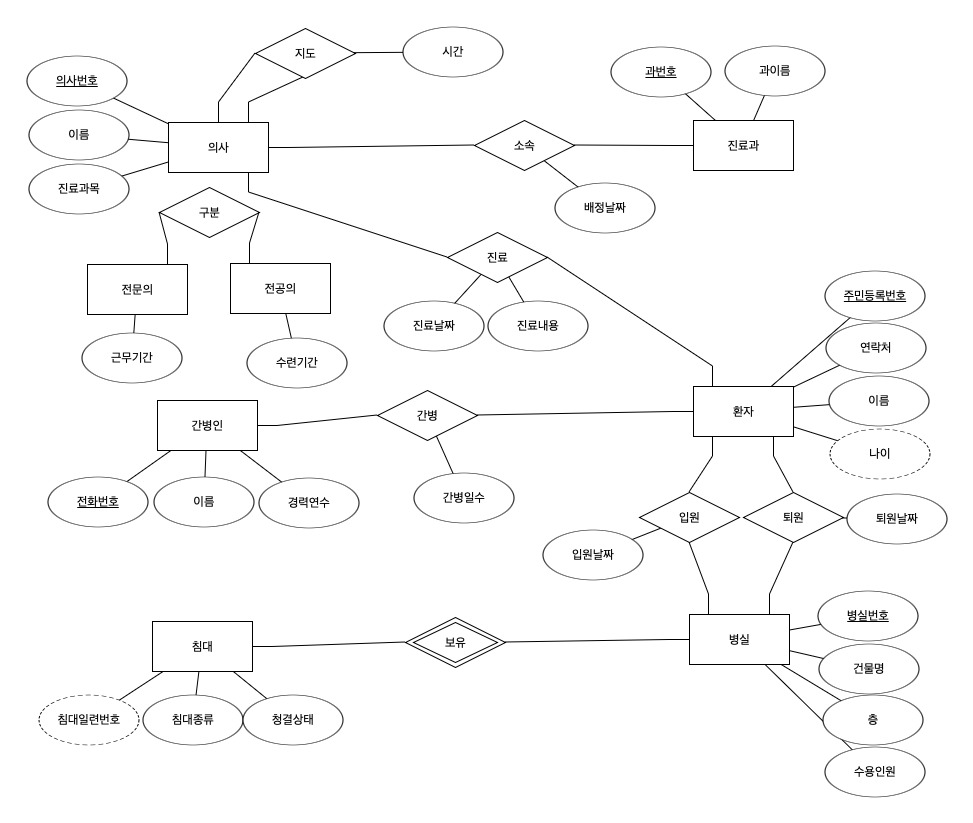 지도
시간
의사번호
과번호
과이름
이름
의사
소속
진료과
진료과목
배정날짜
구분
진료
전문의
전공의
진료날짜
진료내용
주민등록번호
연락처
근무기간
수련기간
이름
환자
나이
간병인
간병
전화번호
이름
경력연수
간병일수
입원
퇴원
퇴원날짜
입원날짜
병실번호
침대
보유
병실
건물명
침대일련번호
침대종류
청결상태
층
수용인원